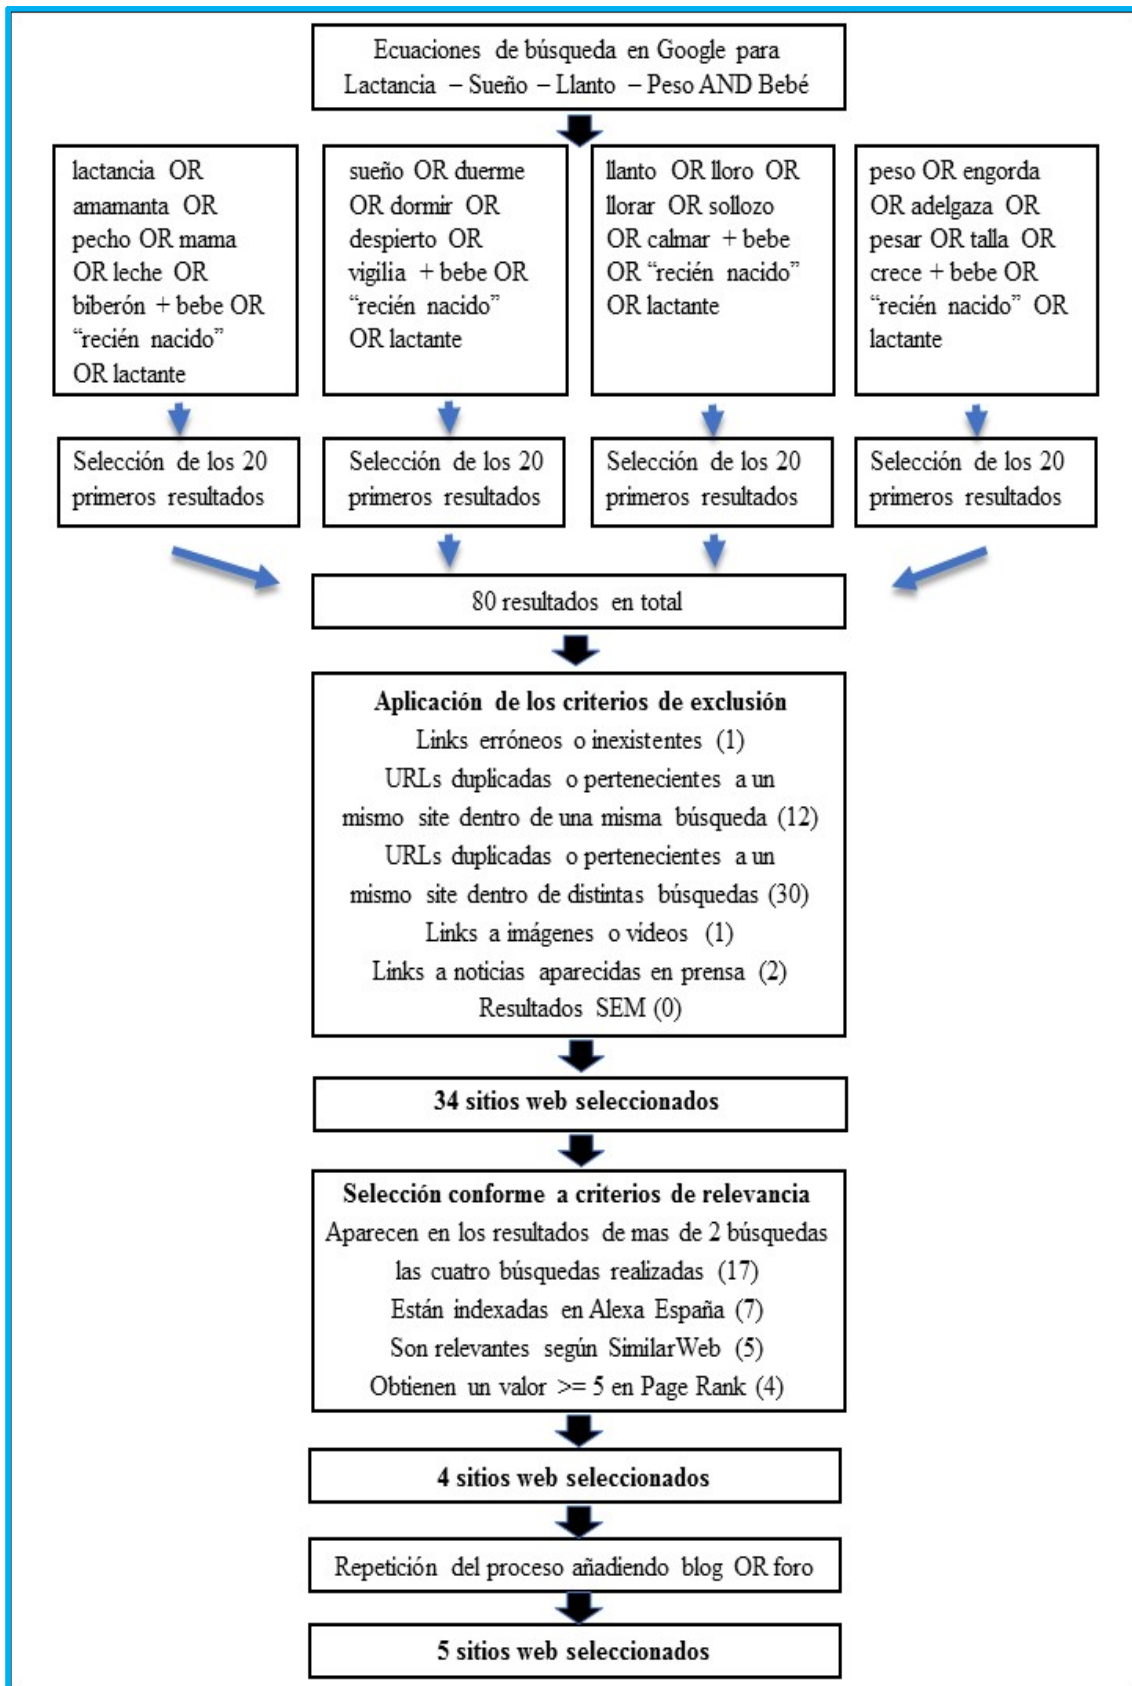 Ecuaciones de búsqueda en Google para
Lactancia – Sueño – Llanto – Peso AND Bebé
lactancia OR
amamanta OR
pecho OR mama
OR leche OR
biberón + bebe OR
“recién nacido”
OR lactante
sueño OR duerme
OR dormir OR
despierto OR
vigilia + bebe OR
“recién nacido”
OR lactante
llanto OR lloro OR
llorar OR sollozo
OR calmar + bebe
OR “recién nacido”
OR lactante
peso OR engorda
OR adelgaza OR
pesar OR talla OR
crece + bebe OR
“recién nacido” OR
lactante
Selección de los 20
primeros resultados
Selección de los 20
primeros resultados
Selección de los 20
primeros resultados
Selección de los 20
primeros resultados
80 resultados en total
Aplicación de los criterios de exclusión
Links erróneos o inexistentes (1)
URLs duplicadas o pertenecientes a un
mismo site dentro de una misma búsqueda (12)
URLs duplicadas o pertenecientes a un
mismo site dentro de distintas búsquedas (30)
Links a imágenes o vídeos (1)
Links a noticias aparecidas en prensa (2)
Resultados SEM (0)
34 sitios web seleccionados
Selección conforme a criterios de relevancia
Aparecen en los resultados de mas de 2 búsquedas
las cuatro búsquedas realizadas (17)
Están indexadas en Alexa España (7)
Son relevantes según SimilarWeb (5)
Obtienen un valor >= 5 en Page Rank (4)
4 sitios web seleccionados
Repetición del proceso añadiendo blog OR foro
5 sitios web seleccionados